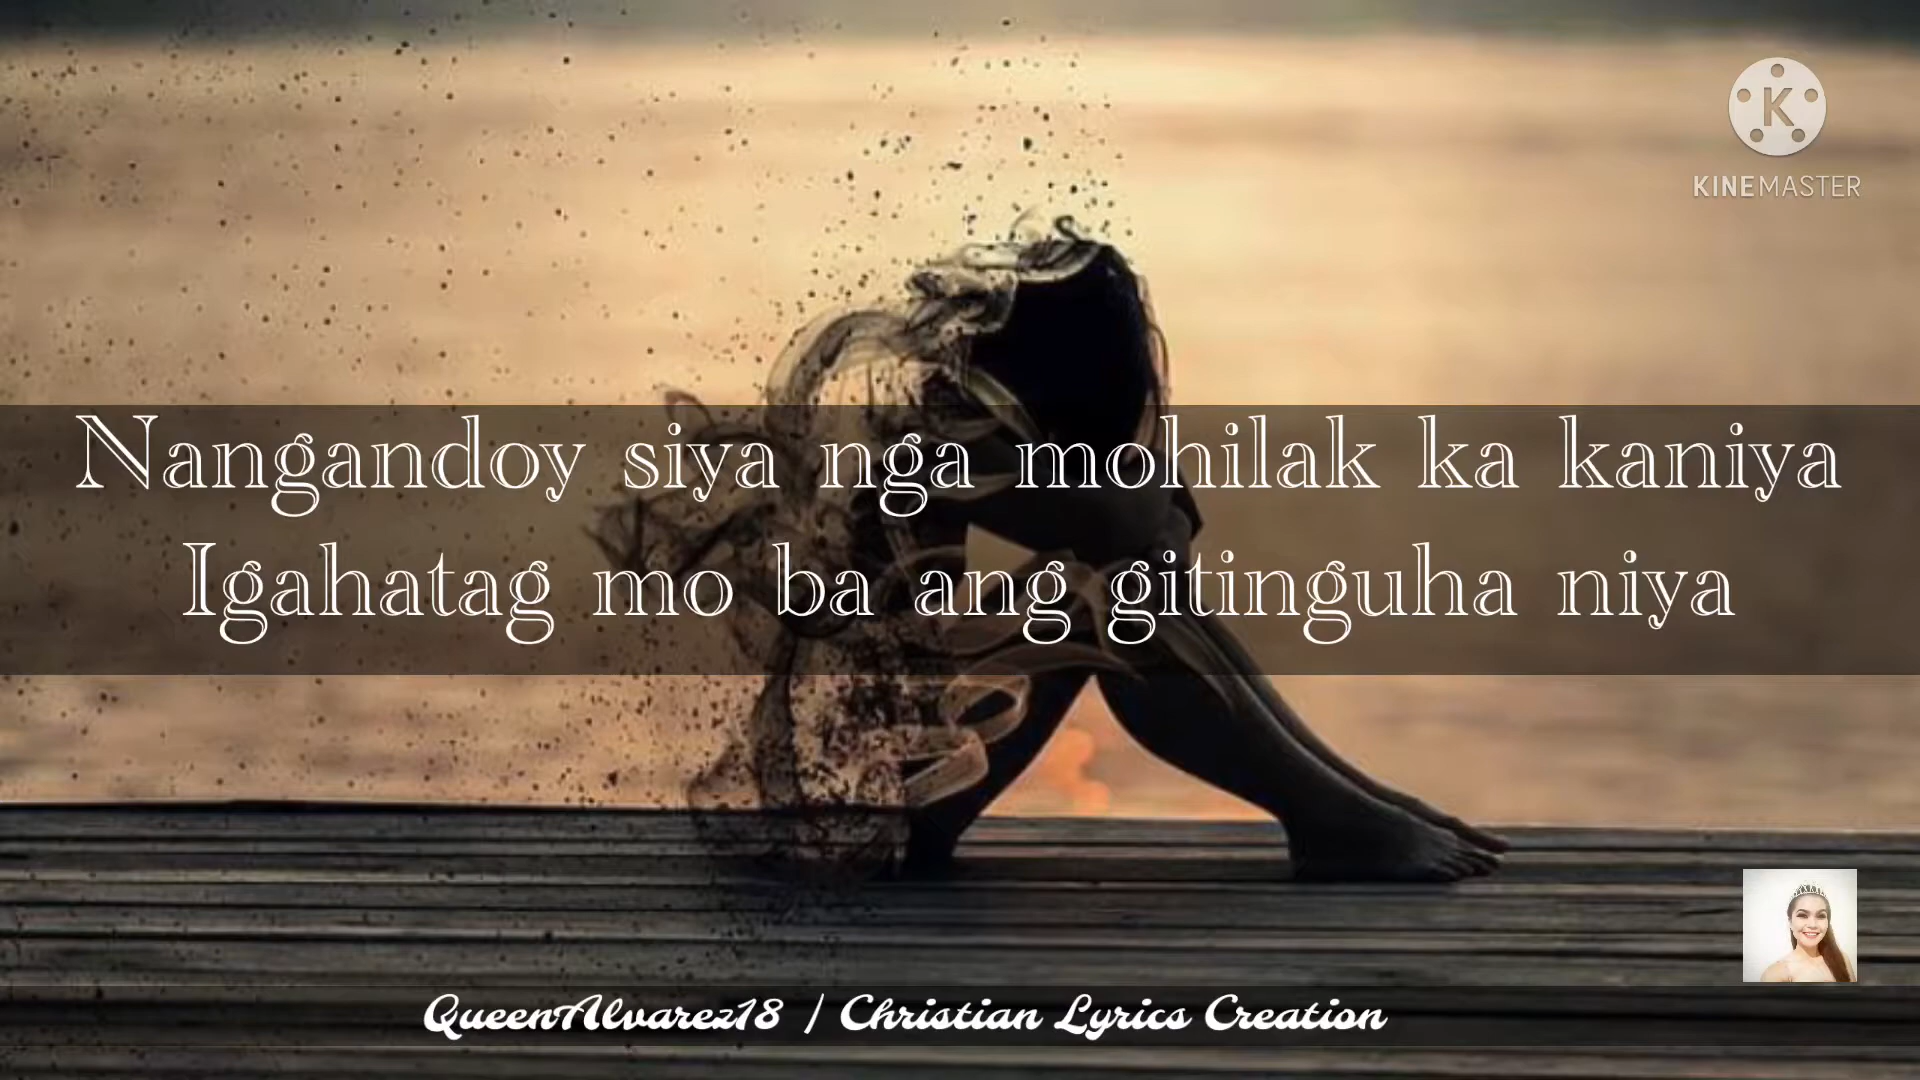 KINEMASTER
Nangandoy siya nga mohilak ka kaniya
Igahatag mo ba ang gitinguha niya
QueenAlvarez18 / Christian Lyrics Creation